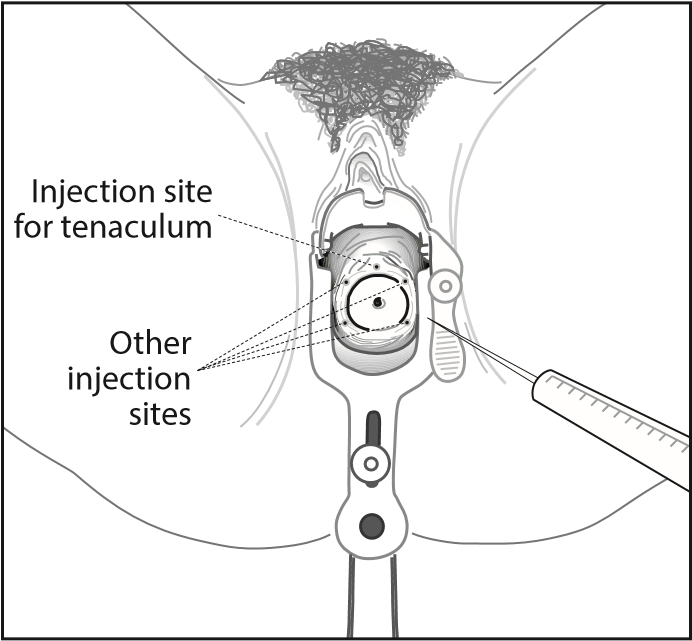 Injection site
for tenaculum
Other
injection
sites